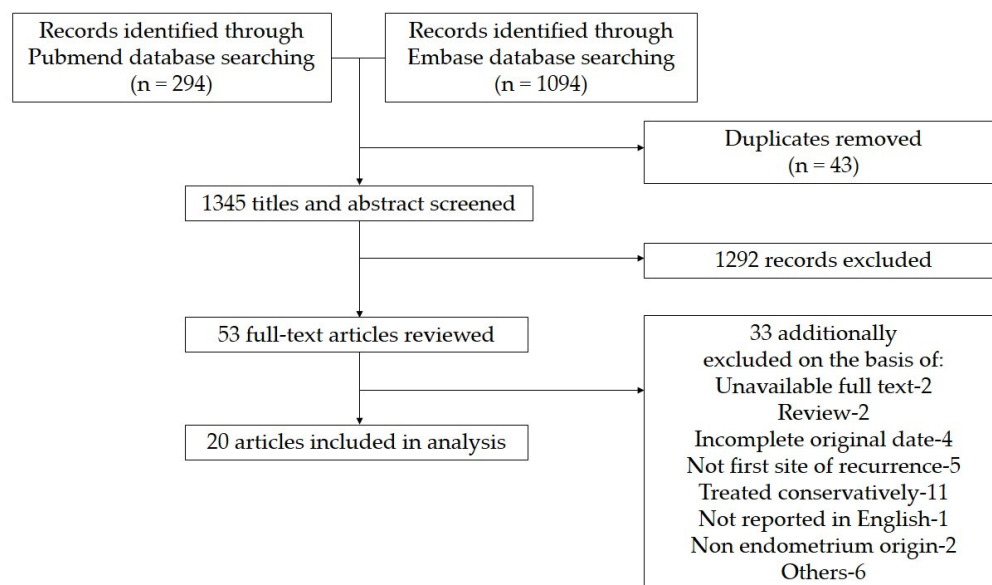 Records identified through
Pubmend database searching
(n = 294)
Records identified through
Embase database searching
(n = 1094)
Duplicates removed
(n = 43)
1345 titles and abstract screened
1292 records excluded
53 full-text articles reviewed
33 additionally
excluded on the basis of:
Unavailable full text-2
Review-2
Incomplete original date-4
Not first site of recurrence-5
Treated conservatively-11
Not reported in English-1
Non endometrium origin-2
Others-6
20 articles included in analysis